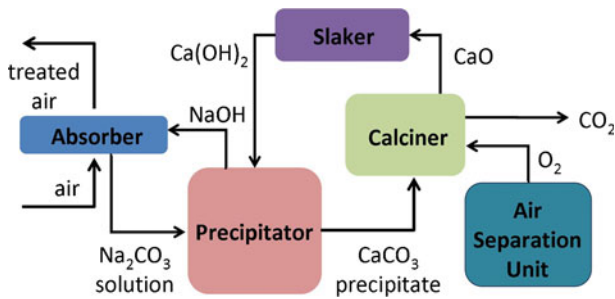 Slaker
Ca(OH)₂
CaO
treated
air
Absorber
NaOH
Calciner
CO₂
O₂
air
Precipitator
Air
Separation
Unit
Na₂CO₃
solution
CaCO₃
precipitate